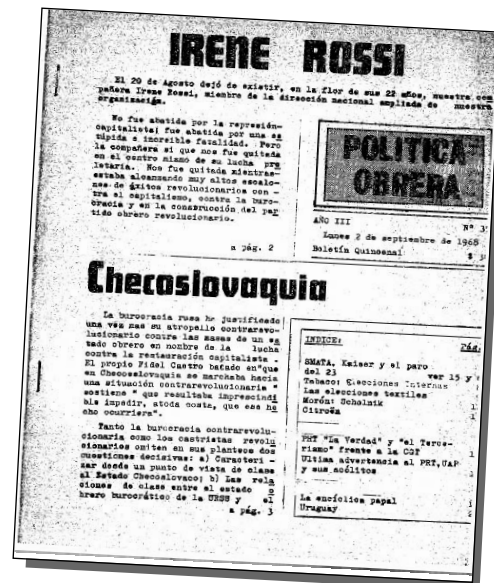 IRENE ROSSI
El 20 de Agosto dejó de existir, en la flor de sus 22 años, nuestra com
pañera Irene Rossi, miembro de la dirección nacional ampliada de nuestra
organización.
No fue abatida por la represión-
capitalista; fue abatida por una es
túpida e increible fatalidad. Pero
la compañera si que nos fue quitada
en el centro mismo de su lucha pro
letaria. Nos fue quitada mientras-
estaba alcanzando muy altos escalo-
nes de éxitos revolucionarios con -
tra el capitalismo, contra la buro-
cracia y en la construcción del par
tido obrero revolucionario.
a pág. 2
POLITICA
OBRERA
AÑO III Nº
Lunes 2 de septiembre de 1968
Boletín Quincenal $
Checoslovaquia
La burocracia rusa ha justificado
una vez mas su atropello contrarevo-
lucionario contra las masas de un es
tado obrero en nombre de la lucha
contra la restauración capitalista -
El propio Fidel Castro basado en"que
en Checoslovaquia se marchaba hacia
una situación contrarevolucionaria "
sostiene " que resultaba imprescindi
ble impedir, atoda costa, que ese he
cho ocurriera".
Tanto la burocracia contrarevolu-
cionaria como los castristas revolu
cionarios omiten en sus planteos dos
cuestiones decisivas: a) Caracteri -
zar desde un punto de vista de clase
al Estado Checoslovaco; b) Las rela
ciones de clase entre el estado o
brero burocrático de la URSS y el
a pág. 3
INDICE: Pág.
SMATA. Kaiser y el paro
del 23 ver 15 y
Tabaco: Elecciones Internas
Las elecciones textiles
Morón: Ochalnik
Citroën
PRT "La Verdad" y "el Terce-
rismo" frente a la CGT
Ultima advertencia al PRT,UAP
y sus acólitos
La encíclica papal
Uruguay